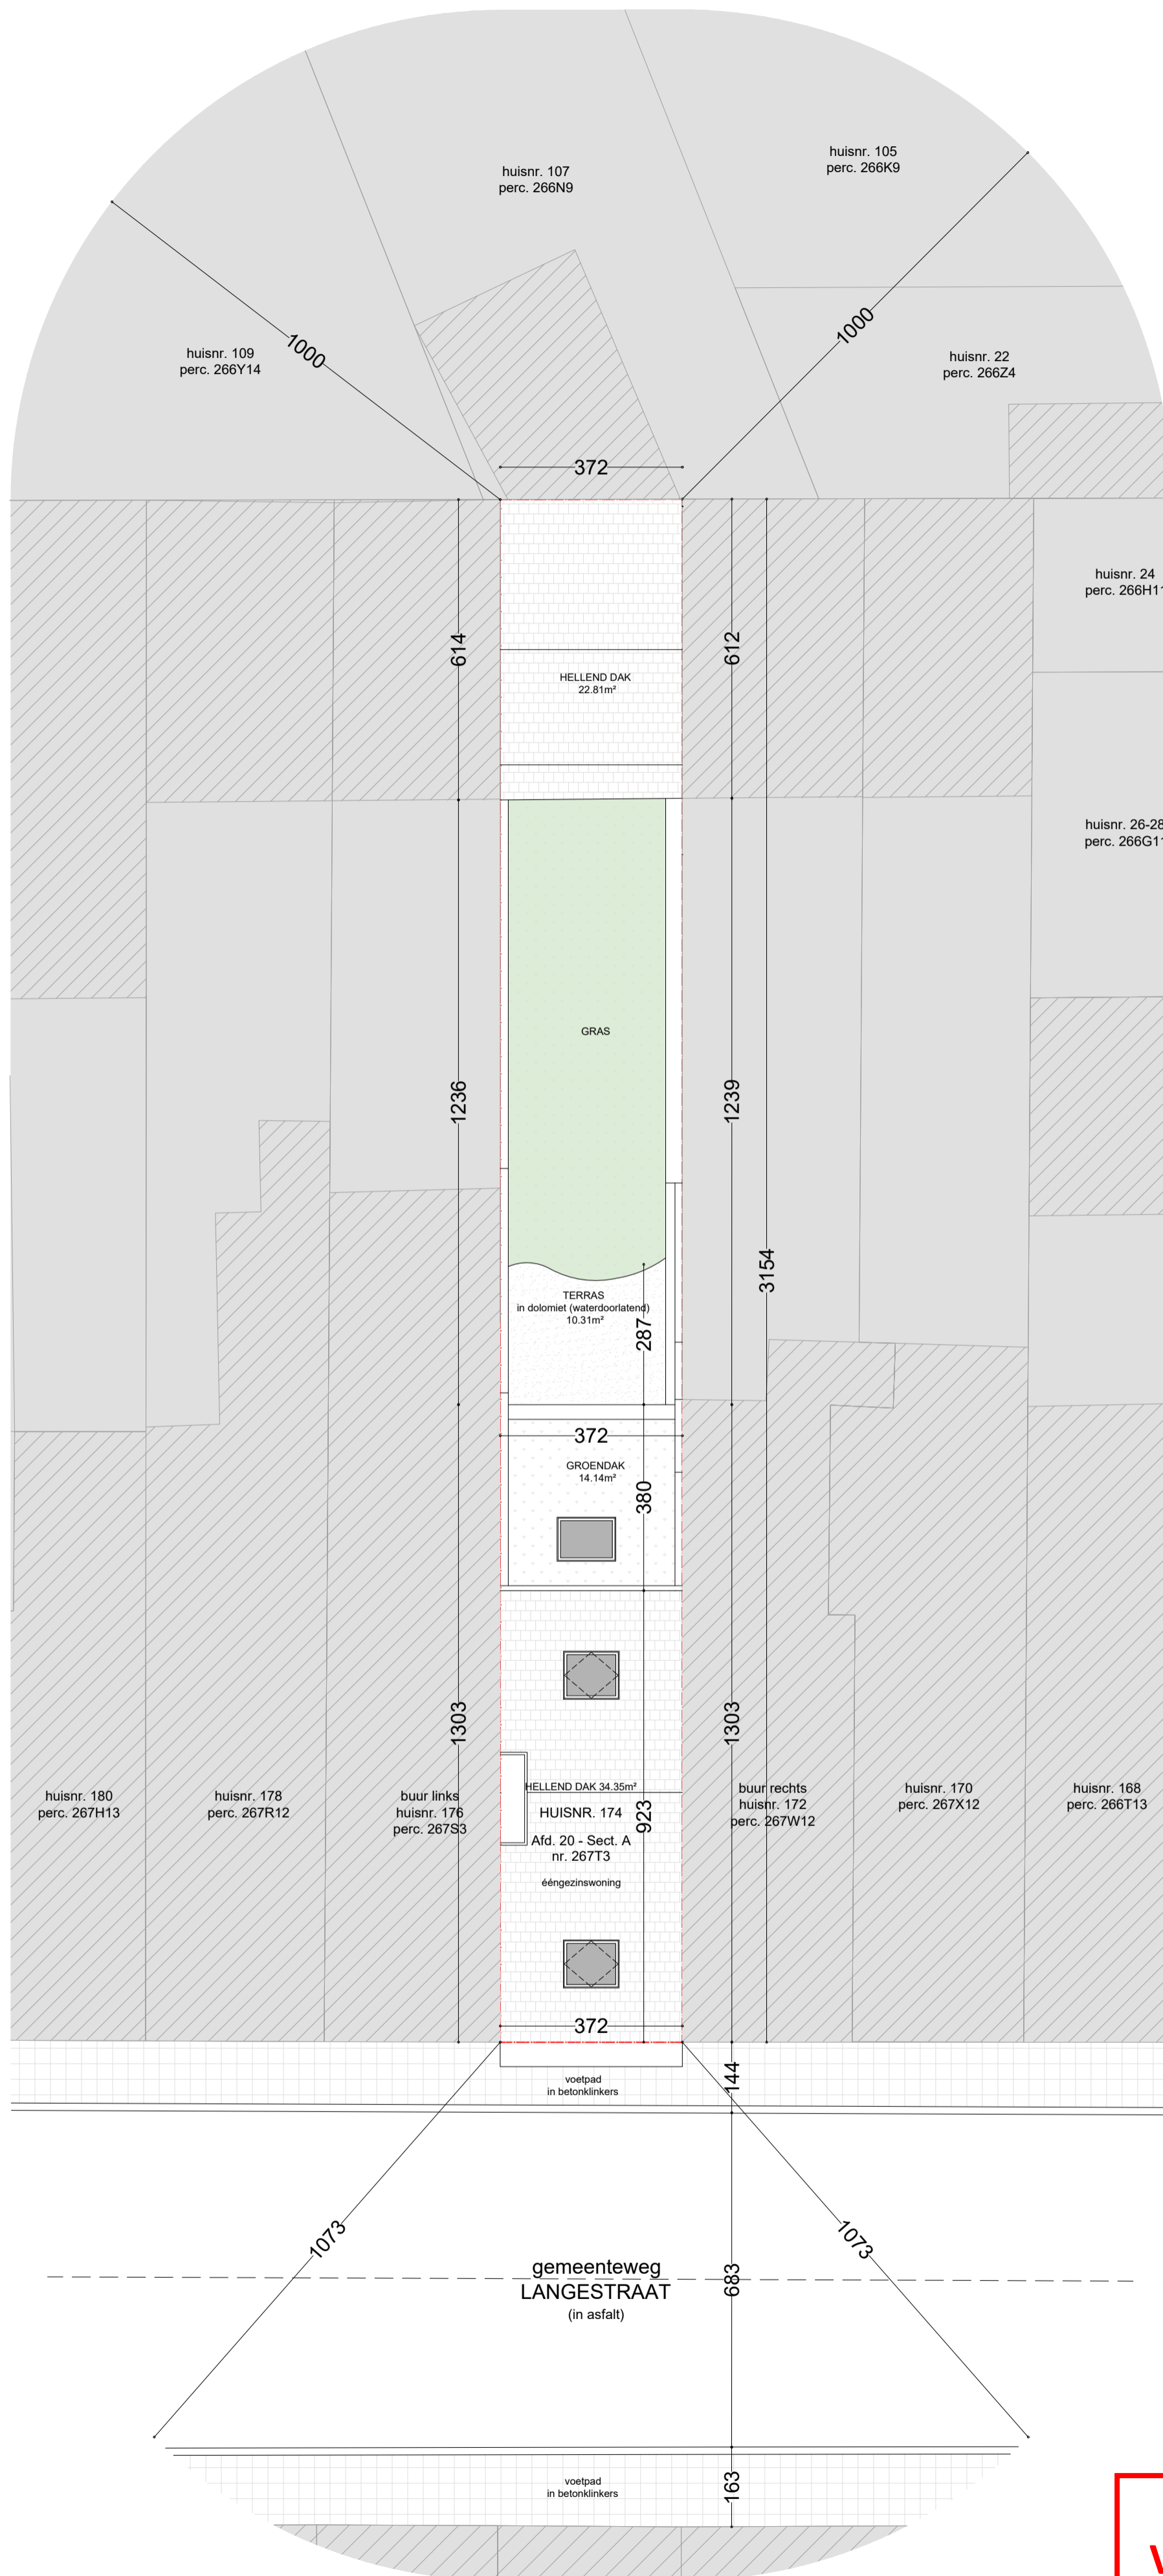 huisnr. 105
perc. 266K9
huisnr. 107
perc. 266N9
1000
1000
huisnr. 109
perc. 266Y14
huisnr. 22
perc. 266Z4
372
huisnr. 24
614
612
HELLEND DAK
22.81m²
huisnr. 26-28
GRAS
1236
1239
3154
TERRAS
in dolomiet (waterdoorlatend)
10.31m²
287
372
GROENDAK
14.14m²
380
1303
1303
HELLEND DAK 34.35m²
923
huisnr. 180
perc. 267H13
huisnr. 178
perc. 267R12
buur links
huisnr. 176
perc. 267S3
HUISNR. 174
Afd. 20 - Sect. A
nr. 267T3
ééngezinswoning
buur rechts
huisnr. 172
perc. 267W12
huisnr. 170
perc. 267X12
huisnr. 168
perc. 266T13
372
voetpad
in betonklinkers
144
1073
1073
gemeenteweg
LANGESTRAAT
(in asfalt)
683
voetpad
in betonklinkers
163